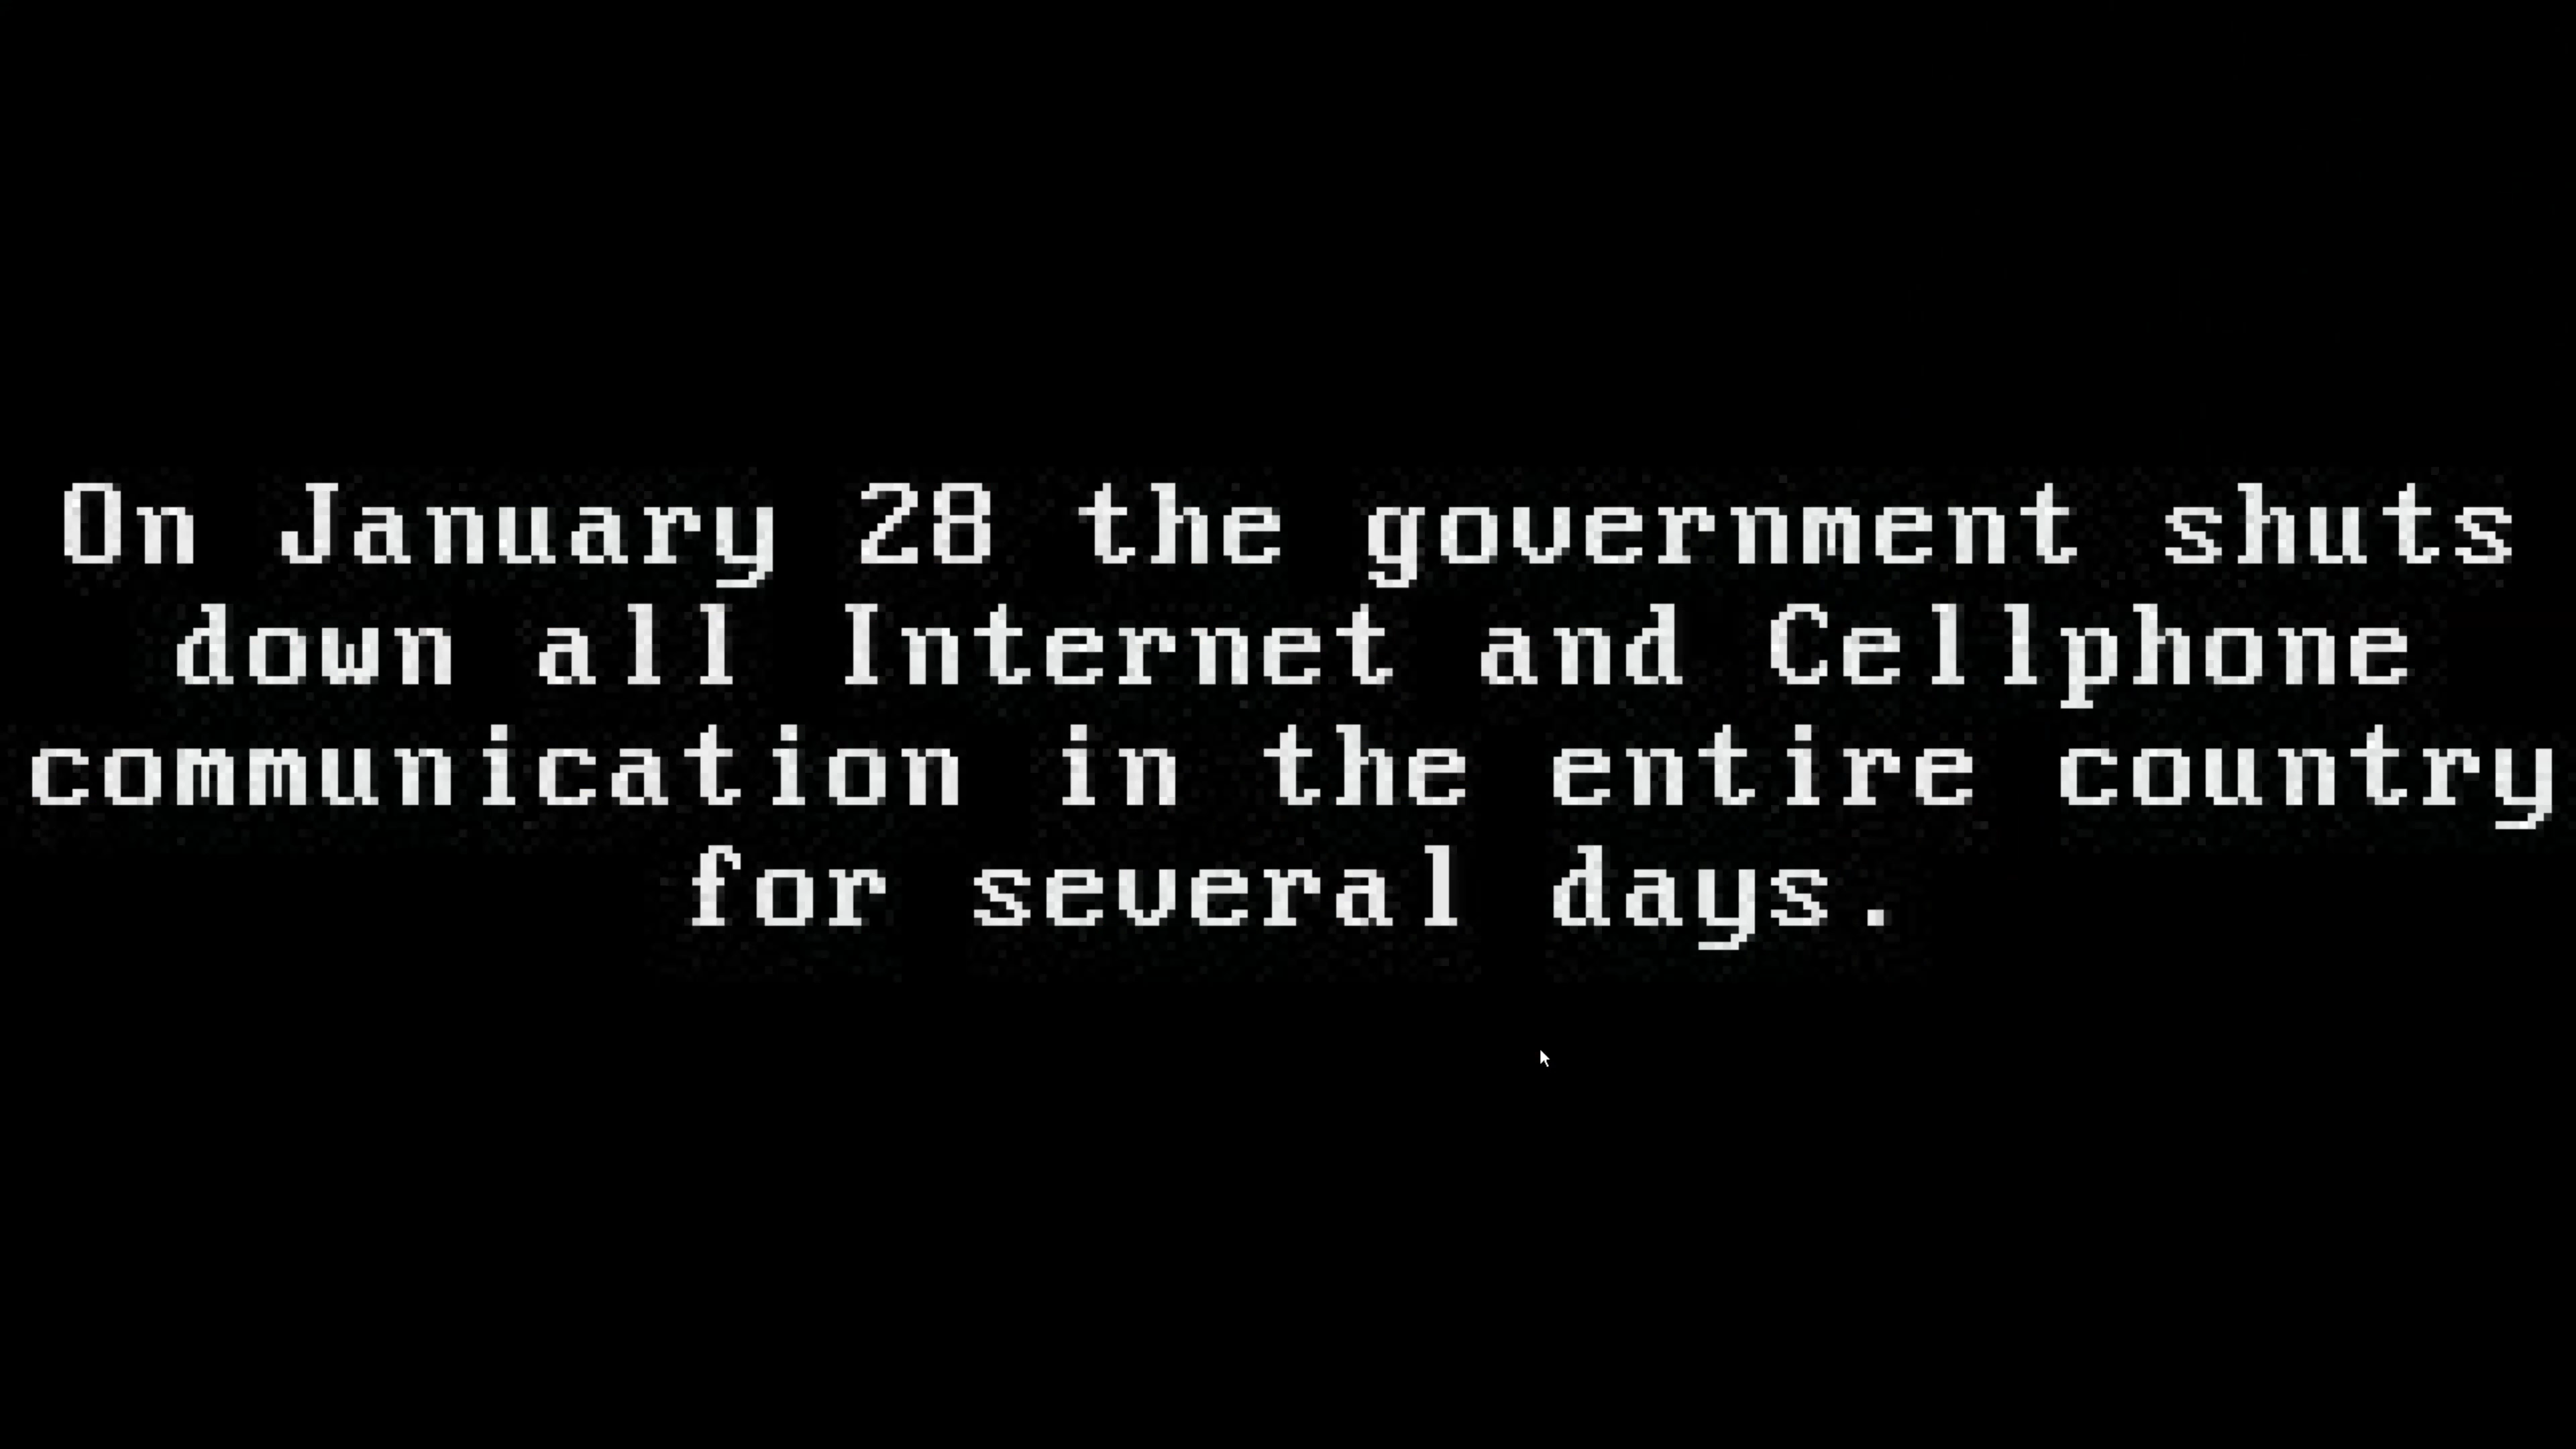 On January 28 the government shuts
down all Internet and Cellphone
communication in the entire country
for several days.